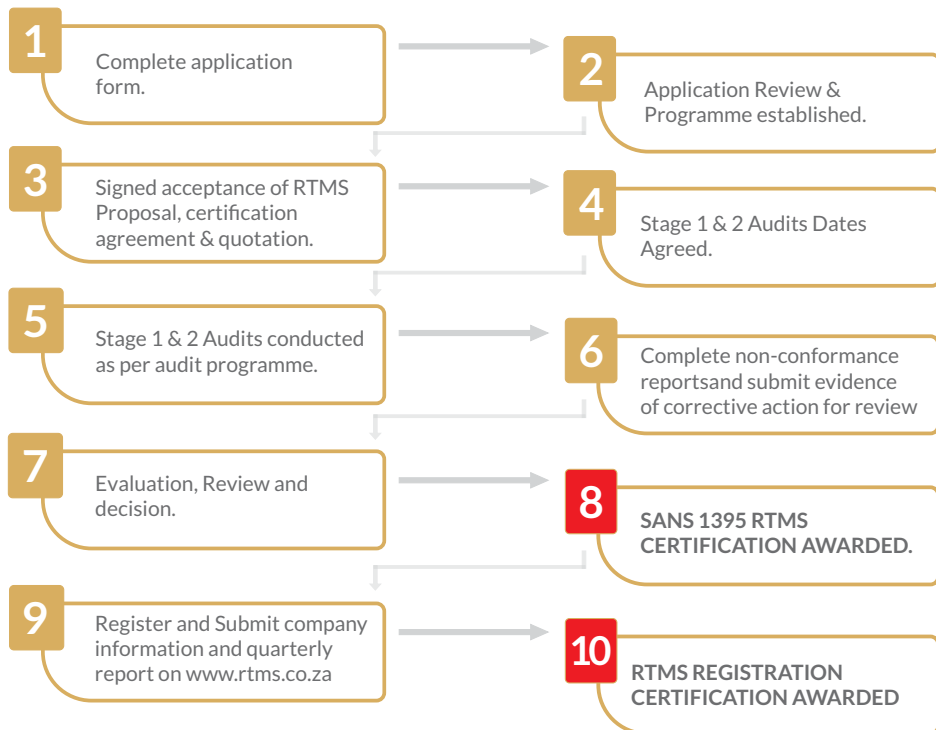 1
Complete application
form.
2
Application Review &
Programme established.
3
Signed acceptance of RTMS
Proposal, certification
agreement & quotation.
4
Stage 1 & 2 Audits Dates
Agreed.
5
Stage 1 & 2 Audits conducted
as per audit programme.
6
Complete non-conformance
reportsand submit evidence
of corrective action for review
7
Evaluation, Review and
decision.
8
SANS 1395 RTMS
CERTIFICATION AWARDED.
9
Register and Submit company
information and quarterly
report on www.rtms.co.za
10
RTMS REGISTRATION
CERTIFICATION AWARDED